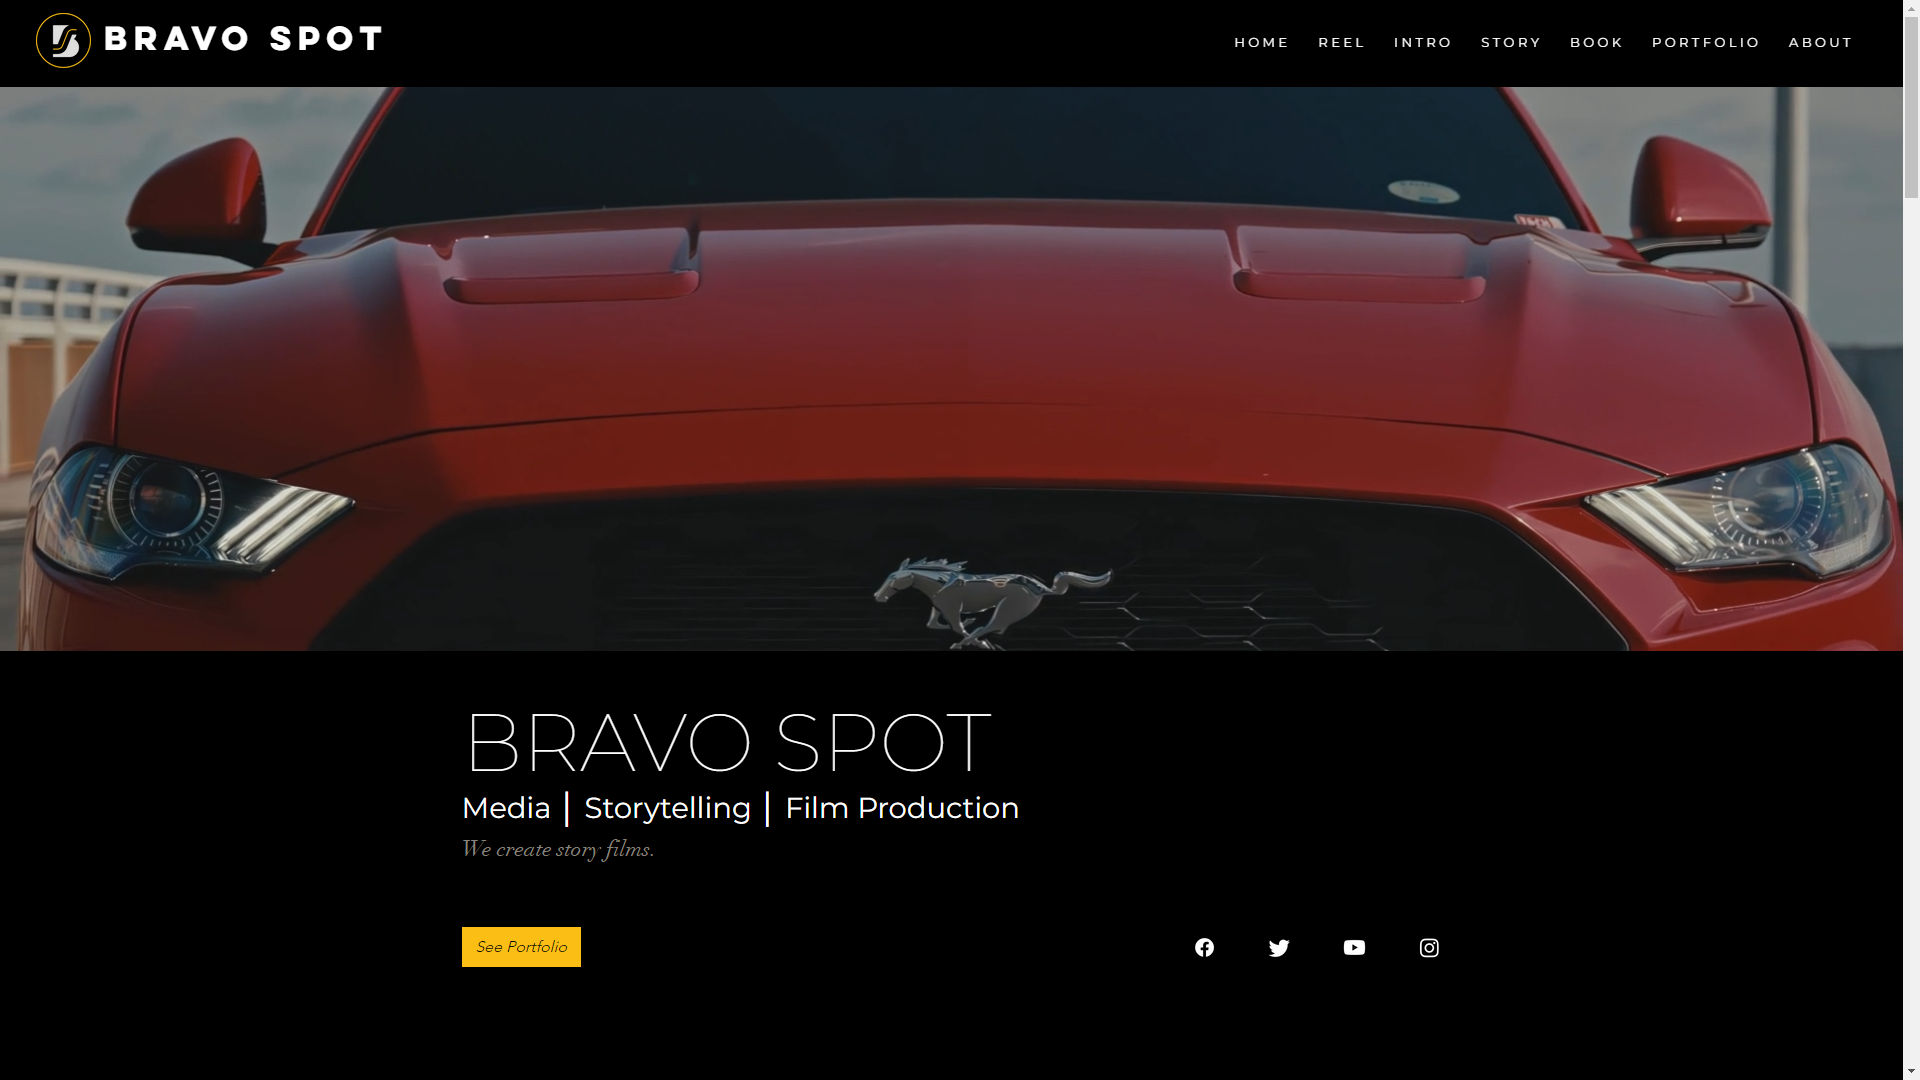 BRAVO SPOT
HOME REEL INTRO STORY BOOK PORTFOLIO ABOUT
BRAVO SPOT
Media | Storytelling | Film Production
We create story films.
See Portfolio